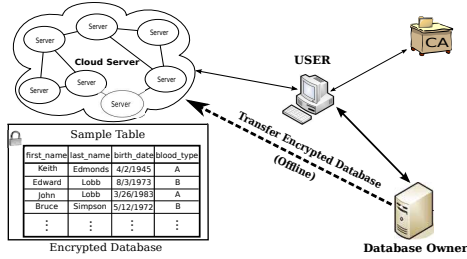 Server
Server
Server
Cloud Server
Server
Server
Server
Server
CA
USER
Transfer Encrypted Database
(Offline)
Sample Table
first_name last_name birth_date blood_type
Keith Edmonds 4/2/1945 A
Edward Lobb 8/3/1973 B
John Lobb 3/26/1983 A
Bruce Simpson 5/12/1972 B
⋮ ⋮ ⋮ ⋮
Encrypted Database
Database Owner